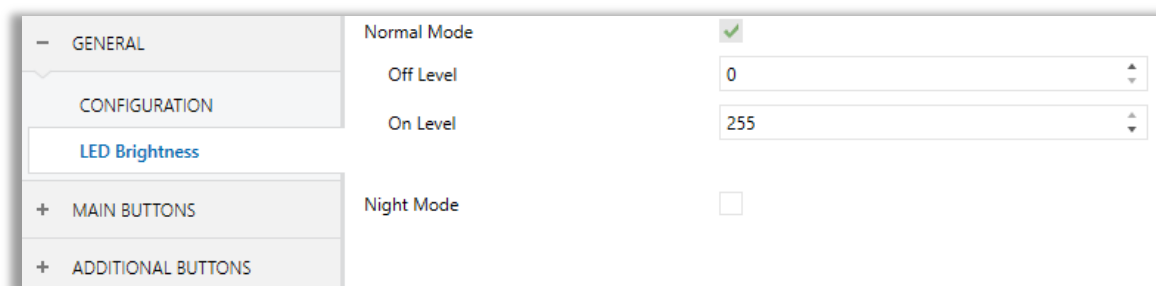 GENERAL
CONFIGURATION
LED Brightness
MAIN BUTTONS
ADDITIONAL BUTTONS
Normal Mode
Off Level 0
On Level 255
Night Mode